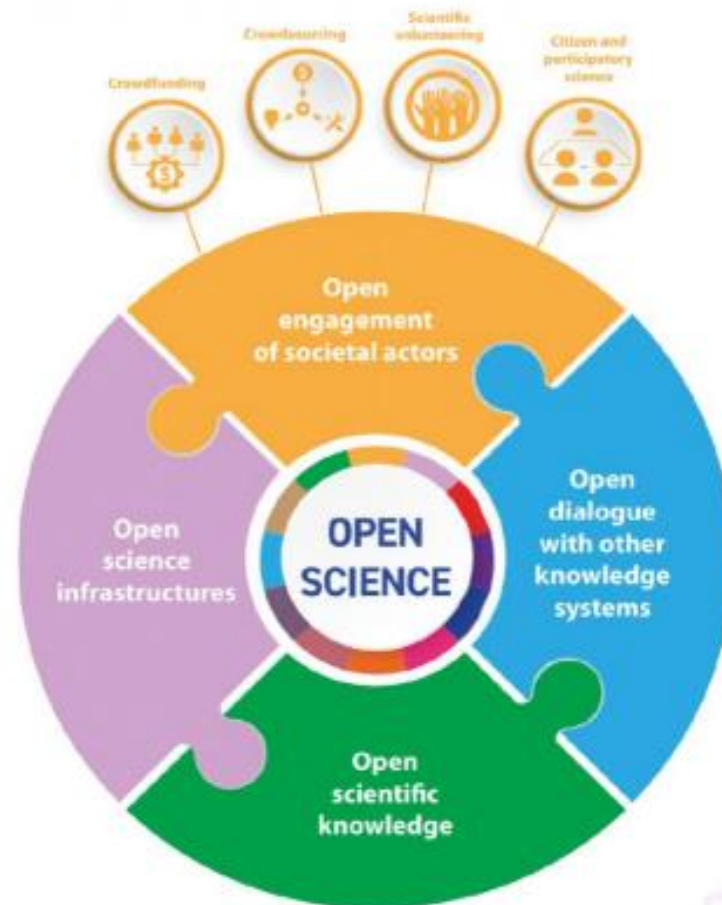 Crowdfunding
Crowdsourcing
Scientific
volunteering
Citizen and
participatory
science
Open
engagement
of societal actors
Open
science
infrastructures
OPEN
SCIENCE
Open
dialogue
with other
knowledge
systems
Open
scientific
knowledge